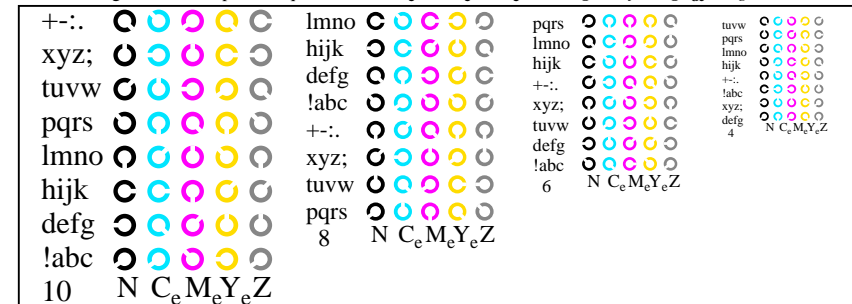 +-:.
xyz;
tuvw
pqrs
lmno
hijk
defg
!abc
10 N CeMeYeZ
lmno
hijk
defg
!abc
+-:.
xyz;
tuvw
pqrs
8 N CeMeYeZ
pqrs
lmno
hijk
+-:.
xyz;
tuvw
defg
!abc
6 N CeMeYeZ
tuvw
pqrs
lmno
hijk
+-:.
!abc
xyz;
defg
4 N CeMeYeZ